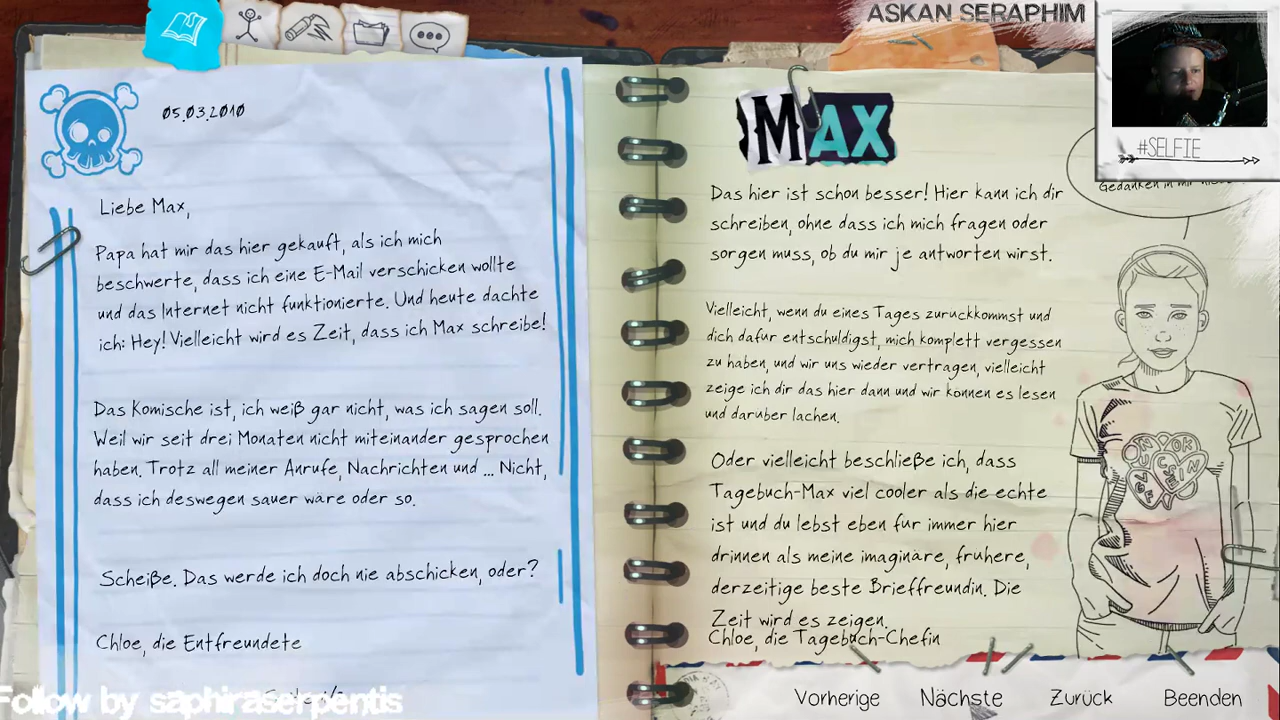 ASKAN SERAPHIM
#SELFIE
05.03.2010
Liebe Max,
Papa hat mir das hier gekauft, als ich mich
beschwerte, dass ich eine E-Mail verschicken wollte
und das Internet nicht funktionierte. Und heute dachte
ich: Hey! Vielleicht wird es Zeit, dass ich Max schreibe!
Das Komische ist, ich weiß gar nicht, was ich sagen soll.
Weil wir seit drei Monaten nicht miteinander gesprochen
haben. Trotz all meiner Anrufe, Nachrichten und ... Nicht,
dass ich deswegen sauer wäre oder so.
Scheiße. Das werde ich doch nie abschicken, oder?
Chloe, die Entfreundete
Follow by saphiraserpentis
MAX
Das hier ist schon besser! Hier kann ich dir
schreiben, ohne dass ich mich fragen oder
sorgen muss, ob du mir je antworten wirst.
Vielleicht, wenn du eines Tages zurückkommst und
dich dafür entschuldigst, mich komplett vergessen
zu haben, und wir uns wieder vertragen, vielleicht
zeige ich dir das hier dann und wir können es lesen
und darüber lachen.
Oder vielleicht beschließe ich, dass
Tagebuch-Max viel cooler als die echte
ist und du lebst eben für immer hier
drinnen als meine imaginäre, frühere,
derzeitige beste Brieffreundin. Die
Zeit wird es zeigen.
Chloe, die Tagebuch-Chefin
Gedanken in mir
Vorherige Nächste Zurück Beenden